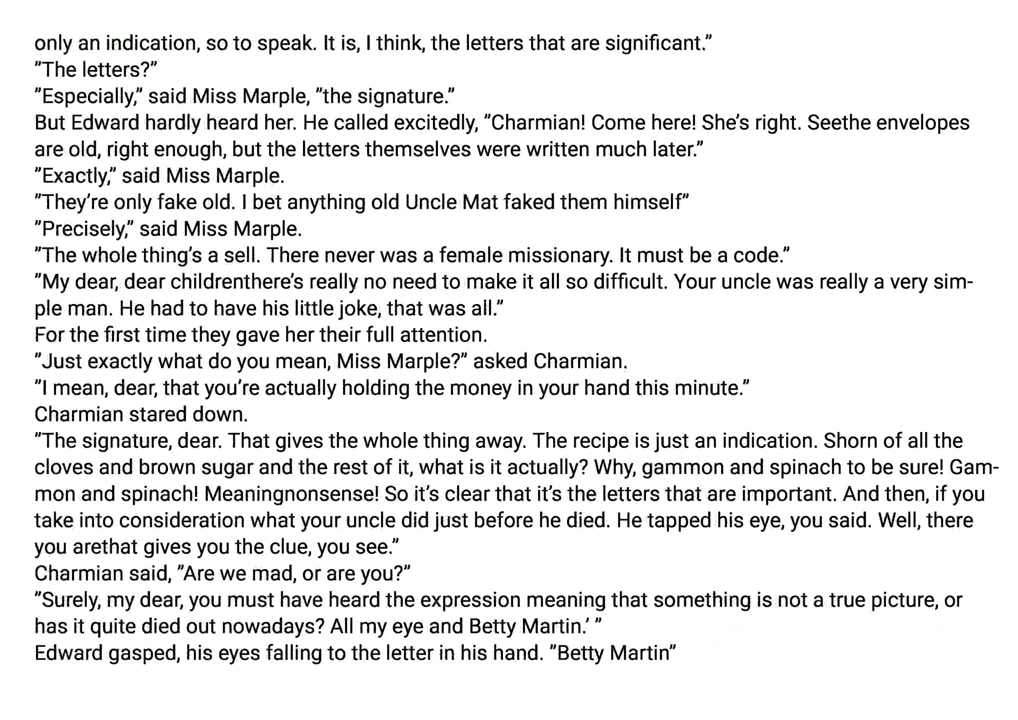 only an indication, so to speak. It is, I think, the letters that are significant."
"The letters?"
"Especially," said Miss Marple, "the signature."
But Edward hardly heard her. He called excitedly, "Charmian! Come here! She's right. Seethe envelopes
are old, right enough, but the letters themselves were written much later."
"Exactly," said Miss Marple.
"They're only fake old. I bet anything old Uncle Mat faked them himself"
"Precisely," said Miss Marple.
"The whole thing's a sell. There never was a female missionary. It must be a code."
"My dear, dear childrenthere's really no need to make it all so difficult. Your uncle was really a very sim-
ple man. He had to have his little joke, that was all."
For the first time they gave her their full attention.
"Just exactly what do you mean, Miss Marple?" asked Charmian.
"I mean, dear, that you're actually holding the money in your hand this minute."
Charmian stared down.
"The signature, dear. That gives the whole thing away. The recipe is just an indication. Shorn of all the
cloves and brown sugar and the rest of it, what is it actually? Why, gammon and spinach to be sure! Gam-
mon and spinach! Meaningnonsense! So it's clear that it's the letters that are important. And then, if you
take into consideration what your uncle did just before he died. He tapped his eye, you said. Well, there
you arethat gives you the clue, you see."
Charmian said, "Are we mad, or are you?"
"Surely, my dear, you must have heard the expression meaning that something is not a true picture, or
has it quite died out nowadays? All my eye and Betty Martin.' "
Edward gasped, his eyes falling to the letter in his hand. "Betty Martin"